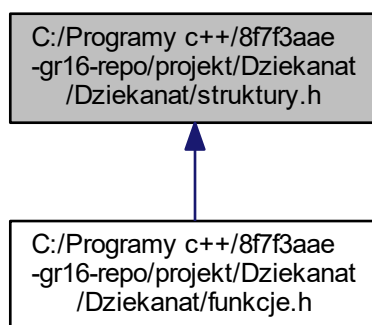 C:/Programy c++/8f7f3aae
-gr16-repo/projekt/Dziekanat
/Dziekanat/struktury.h
C:/Programy c++/8f7f3aae
-gr16-repo/projekt/Dziekanat
/Dziekanat/funkcje.h